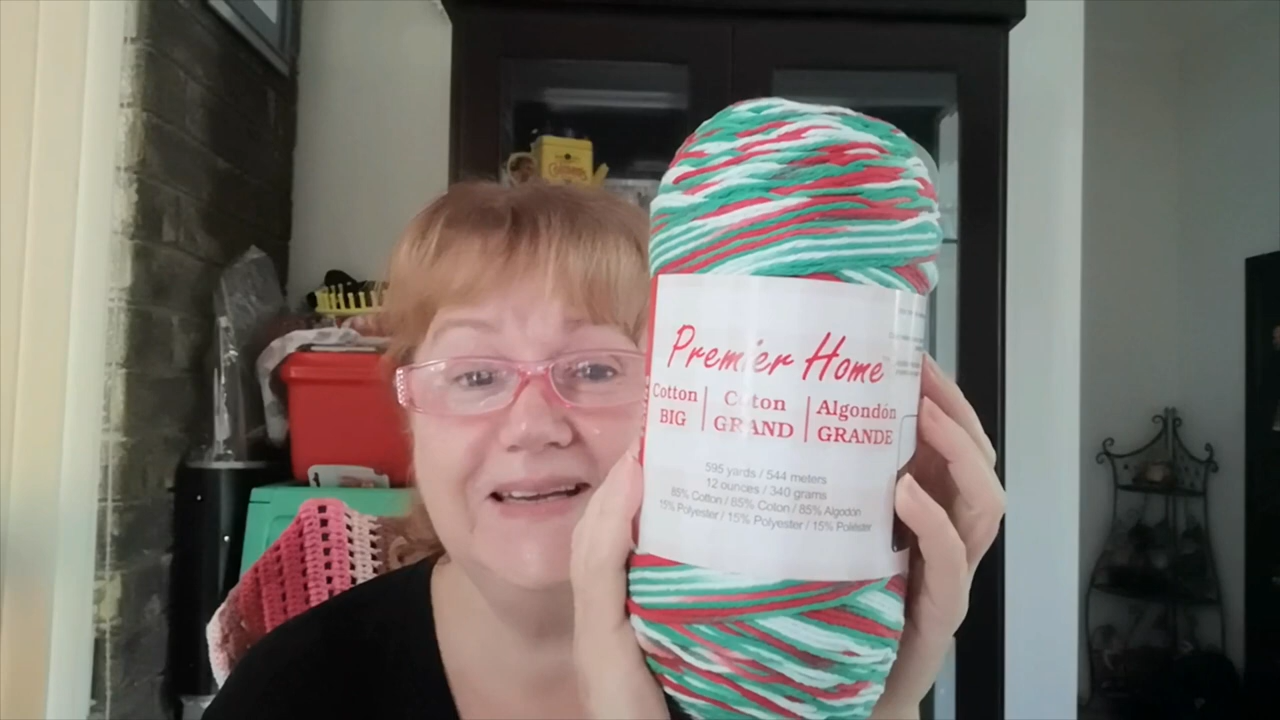 Premier Home
Cotton BIG | Coton GRAND | Algodón GRANDE
595 yards / 544 meters
12 ounces / 340 grams
85% Cotton / 85% Coton / 85% Algodon
15% Polyester / 15% Polyester / 15% Poliéster